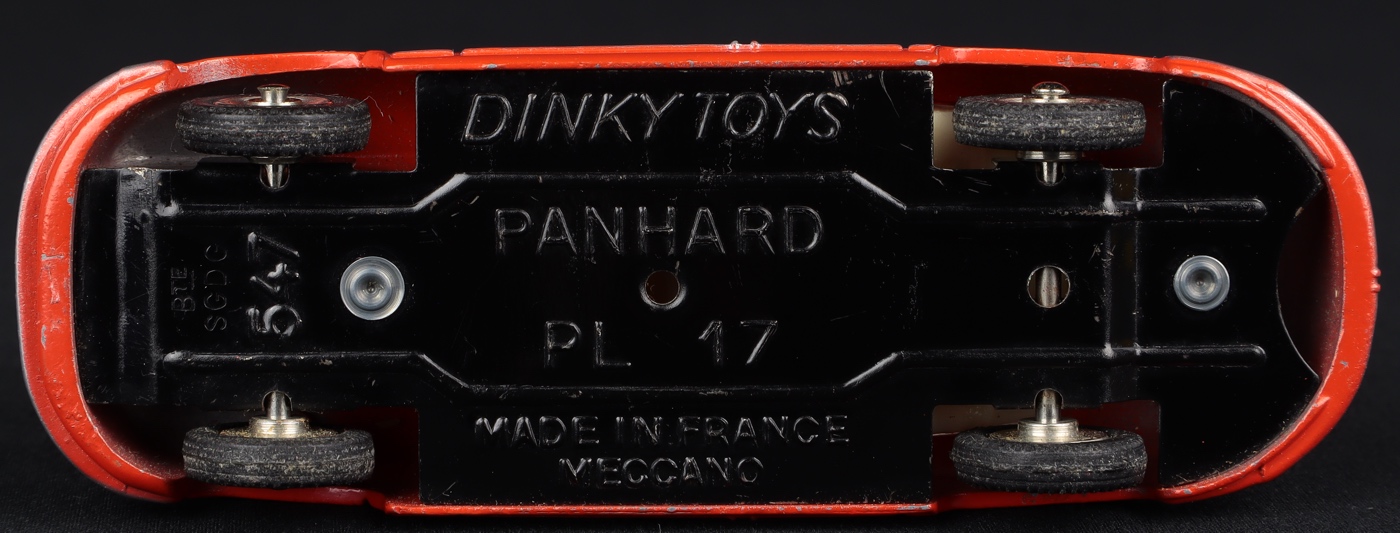 DINKY TOYS
PANHARD
PL 17
MADE IN FRANCE
MECCANO
547
BTE
SGDG